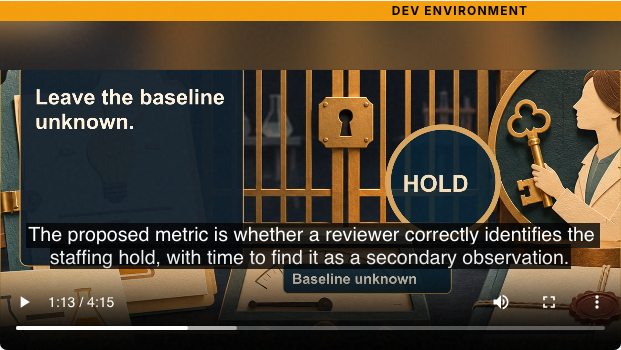 DEV ENVIRONMENT
Leave the baseline
unknown.
HOLD
The proposed metric is whether a reviewer correctly identifies the
staffing hold, with time to find it as a secondary observation.
Baseline unknown
1:13 / 4:15